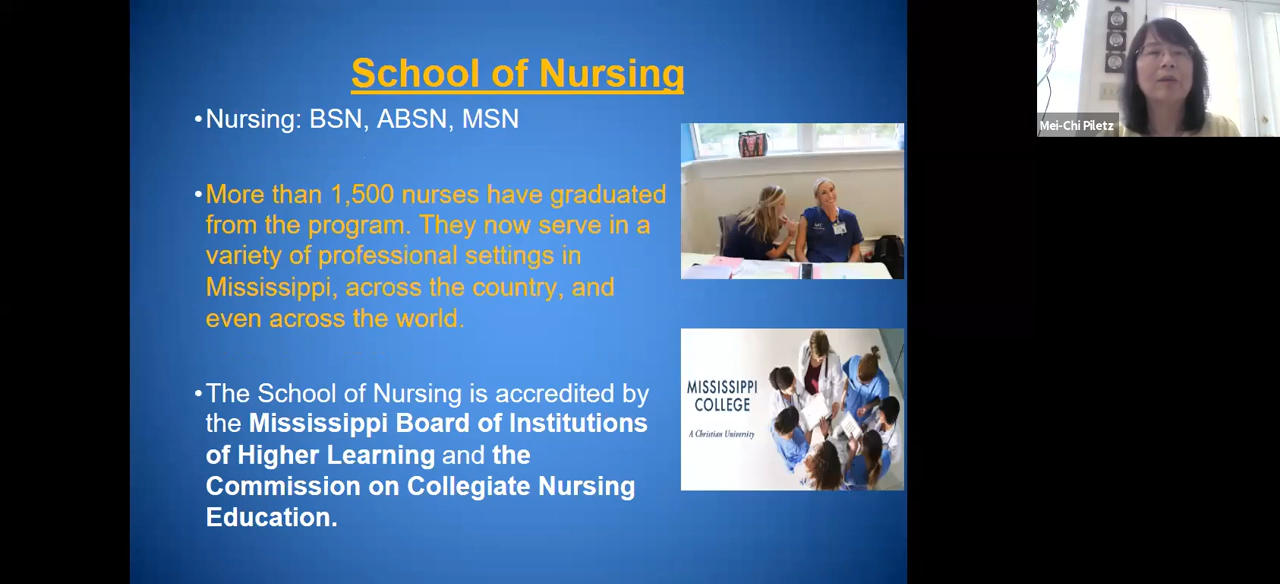 School of Nursing
•Nursing: BSN, ABSN, MSN
•More than 1,500 nurses have graduated
from the program. They now serve in a
variety of professional settings in
Mississippi, across the country, and
even across the world.
•The School of Nursing is accredited by
the Mississippi Board of Institutions
of Higher Learning and the
Commission on Collegiate Nursing
Education.
MISSISSIPPI
COLLEGE
A Christian University
Mei-Chi Piletz